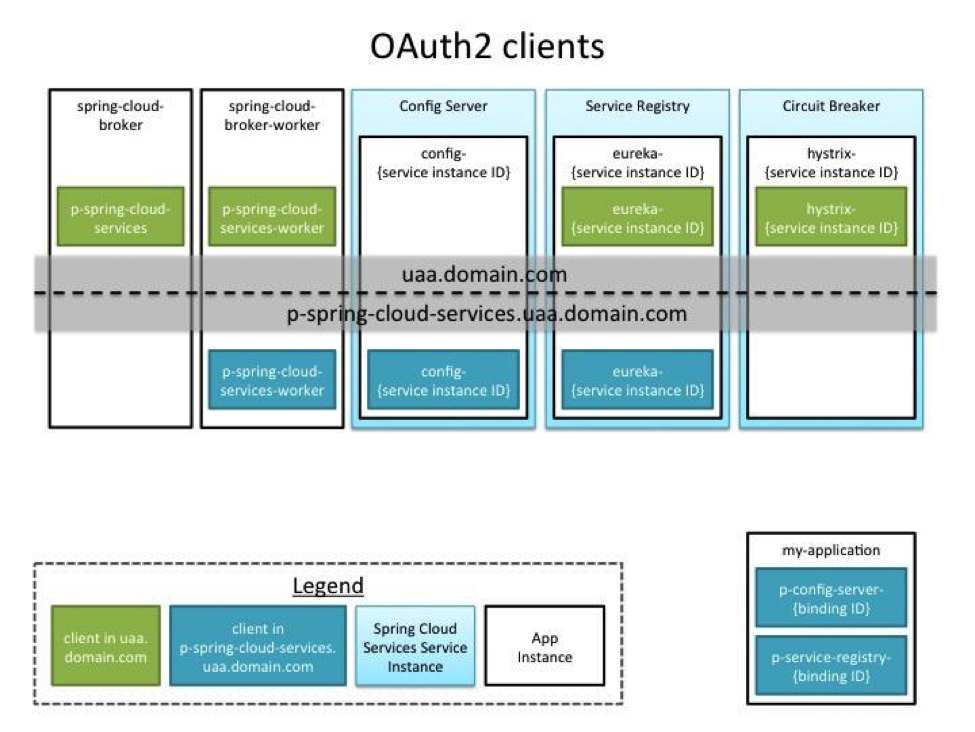 OAuth2 clients
spring-cloud-
broker
p-spring-cloud-
services
spring-cloud-
broker-worker
p-spring-cloud-
services-worker
p-spring-cloud-
services-worker
Config Server
config-
{service instance ID}
config-
{service instance ID}
Service Registry
eureka-
{service instance ID}
eureka-
{service instance ID}
eureka-
{service instance ID}
Circuit Breaker
hystrix-
{service instance ID}
hystrix-
{service instance ID}
uaa.domain.com
p-spring-cloud-services.uaa.domain.com
Legend
client in uaa.
domain.com
client in
p-spring-cloud-services.
uaa.domain.com
Spring Cloud
Services Service
Instance
App
Instance
my-application
p-config-server-
{binding ID}
p-service-registry-
{binding ID}